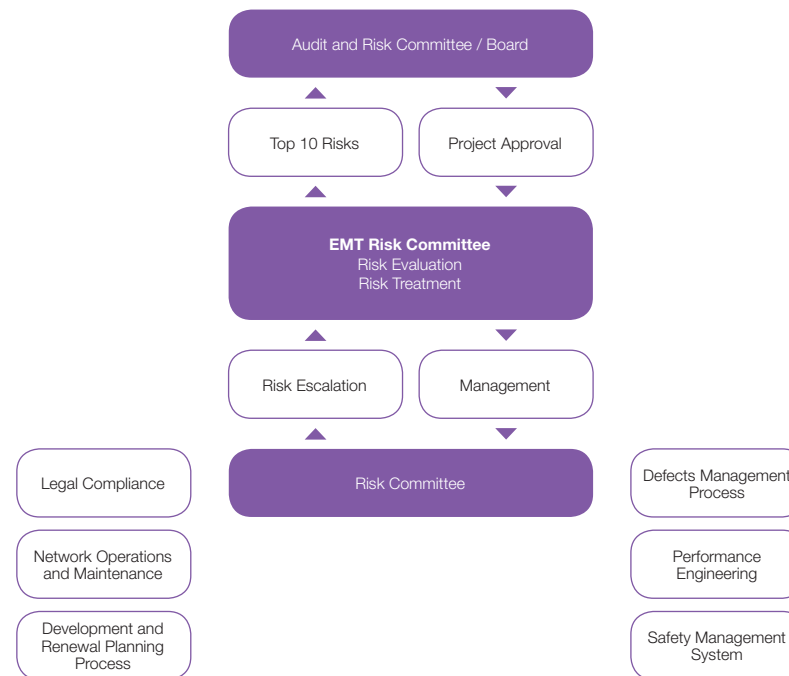 Audit and Risk Committee / Board
Top 10 Risks
Project Approval
EMT Risk Committee
Risk Evaluation
Risk Treatment
Risk Escalation
Management
Legal Compliance
Risk Committee
Defects Management
Process
Network Operations
and Maintenance
Performance
Engineering
Development and
Renewal Planning
Process
Safety Management
System